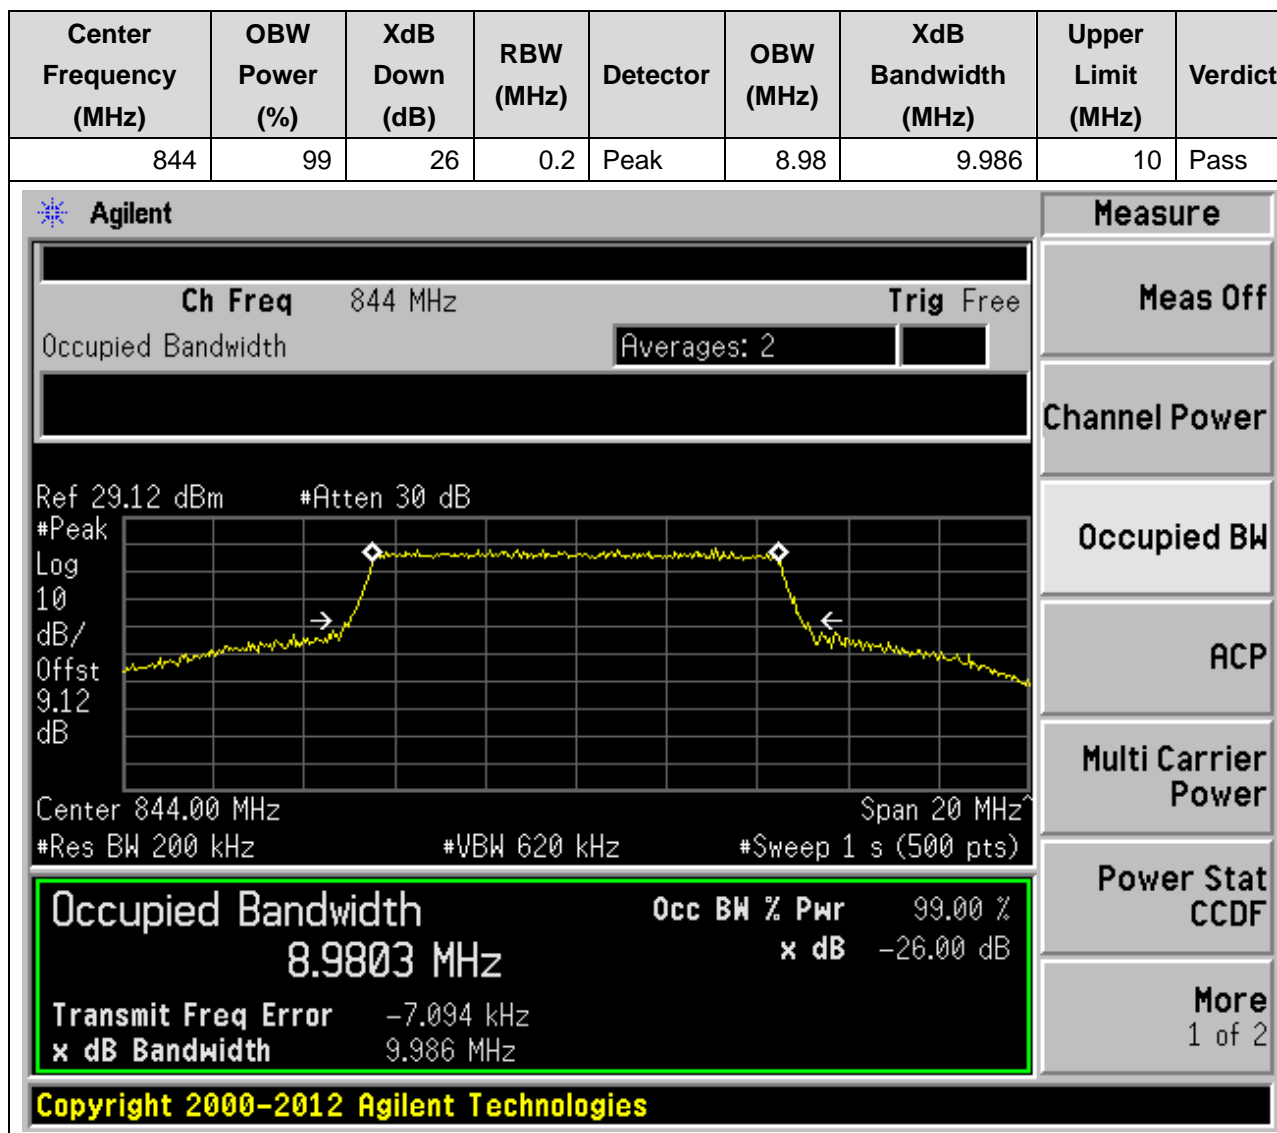 Center Frequency (MHz) OBW Power (%) XdB Down (dB) RBW (MHz) Detector OBW (MHz) XdB Bandwidth (MHz) Upper Limit (MHz) Verdict
844 99 26 0.2 Peak 8.98 9.986 10 Pass
Agilent
Measure
Ch Freq 844 MHz Trig Free
Meas Off
Occupied Bandwidth Averages: 2
Channel Power
Ref 29.12 dBm #Atten 30 dB
#Peak
Log
10
dB/
Offst
9.12
dB
Occupied BW
ACP
Multi Carrier
Power
Center 844.00 MHz Span 20 MHz^
#Res BW 200 kHz #VBW 620 kHz #Sweep 1 s (500 pts)
Power Stat
CCDF
Occupied Bandwidth Occ BW % Pwr 99.00 %
8.9803 MHz x dB -26.00 dB
Transmit Freq Error -7.094 kHz
x dB Bandwidth 9.986 MHz
More
1 of 2
Copyright 2000-2012 Agilent Technologies